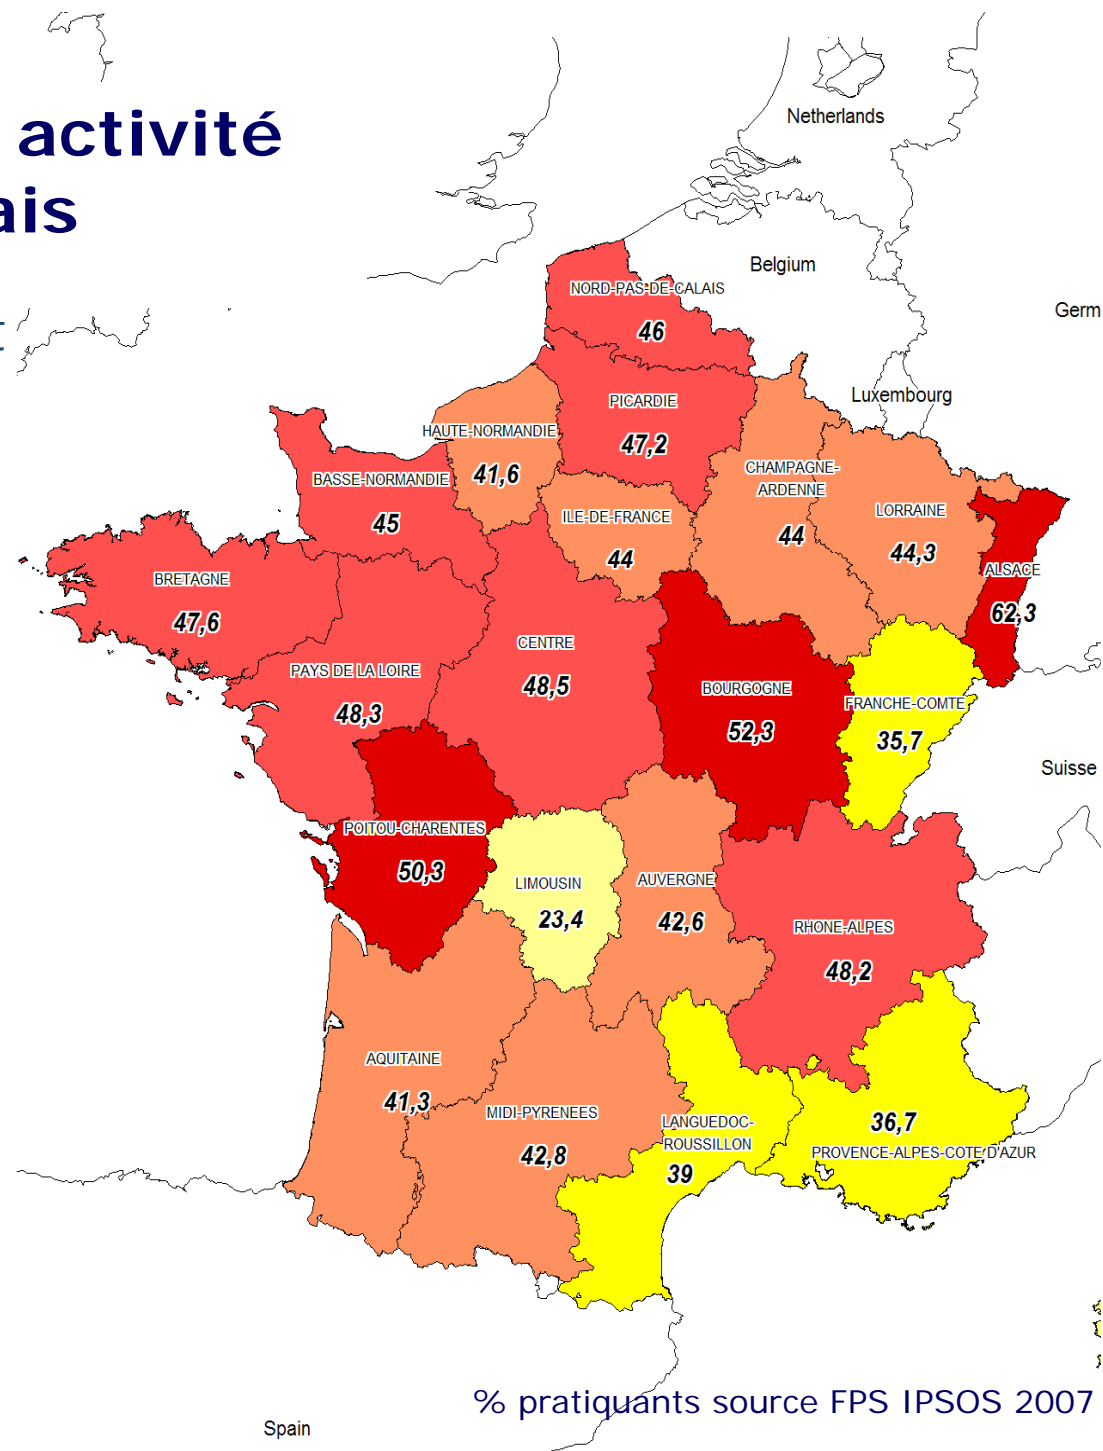 activité
ais
t
Netherlands
Belgium
Germ
Luxembourg
NORD-PAS-DE-CALAIS
46
PICARDIE
47,2
HAUTE-NORMANDIE
41,6
BASSE-NORMANDIE
45
CHAMPAGNE-
ARDENNE
44
LORRAINE
44,3
ILE-DE-FRANCE
44
ALSACE
62,3
BRETAGNE
47,6
PAYS DE LA LOIRE
48,3
CENTRE
48,5
BOURGOGNE
52,3
FRANCHE-COMTE
35,7
Suisse
POITOU-CHARENTES
50,3
LIMOUSIN
23,4
AUVERGNE
42,6
RHONE-ALPES
48,2
AQUITAINE
41,3
MIDI-PYRENEES
42,8
LANGUEDOC-
ROUSSILLON
39
36,7
PROVENCE-ALPES-COTE D'AZUR
% pratiquants source FPS IPSOS 2007
Spain